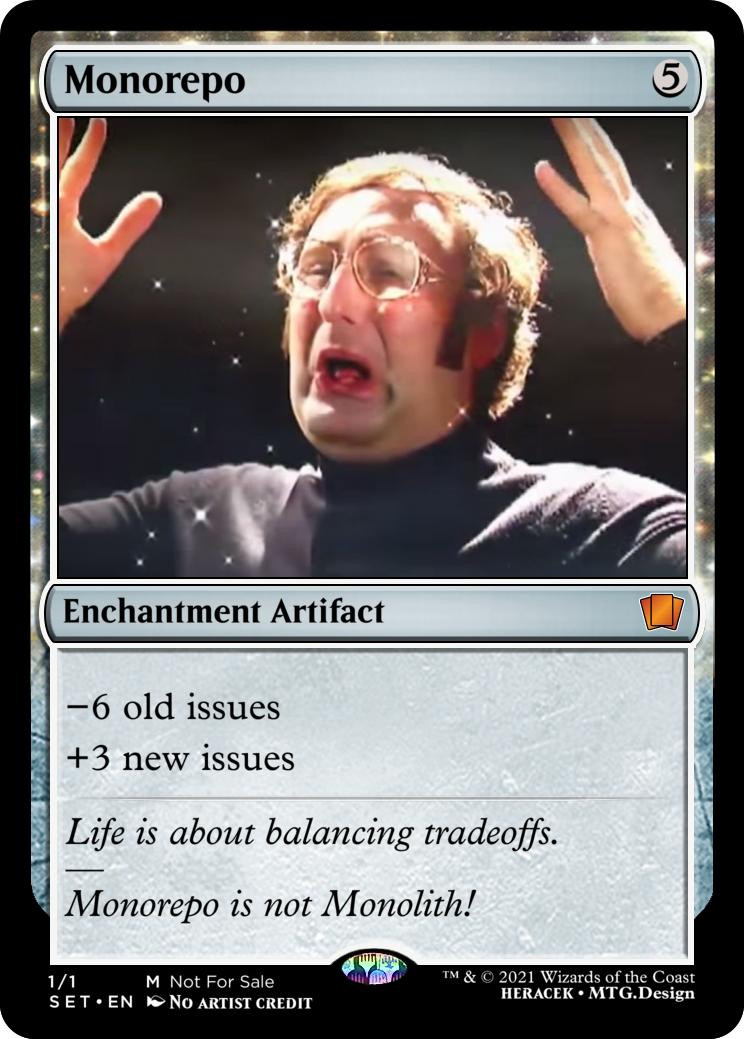 Monorepo 5
Enchantment Artifact
−6 old issues
+3 new issues
Life is about balancing tradeoffs.
—
Monorepo is not Monolith!
1/1 M Not For Sale
SET • EN No artist credit
™ & © 2021 Wizards of the Coast
HERACEK • MTG.Design